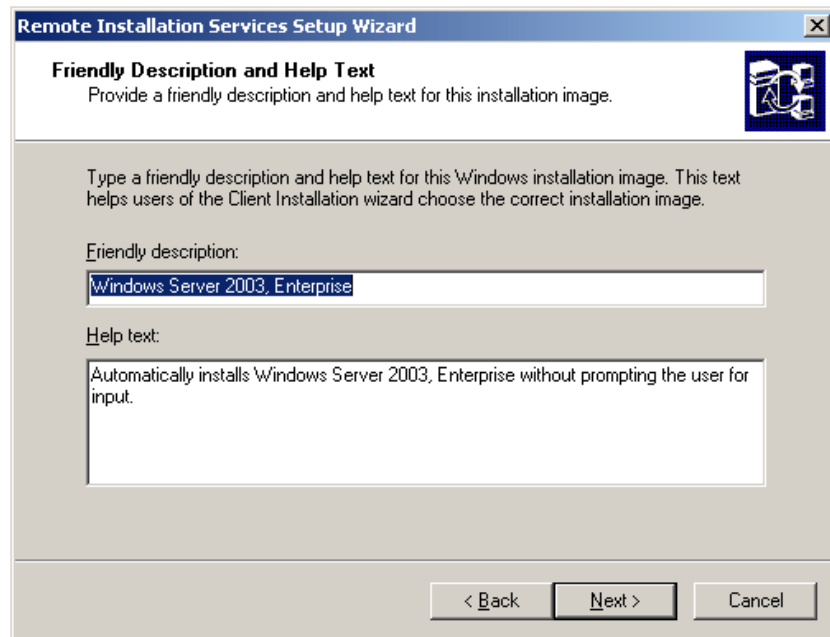 Remote Installation Services Setup Wizard
Friendly Description and Help Text
Provide a friendly description and help text for this installation image.
Type a friendly description and help text for this Windows installation image. This text
helps users of the Client Installation wizard choose the correct installation image.
Friendly description:
Windows Server 2003, Enterprise
Help text:
Automatically installs Windows Server 2003, Enterprise without prompting the user for
input.
< Back Next > Cancel